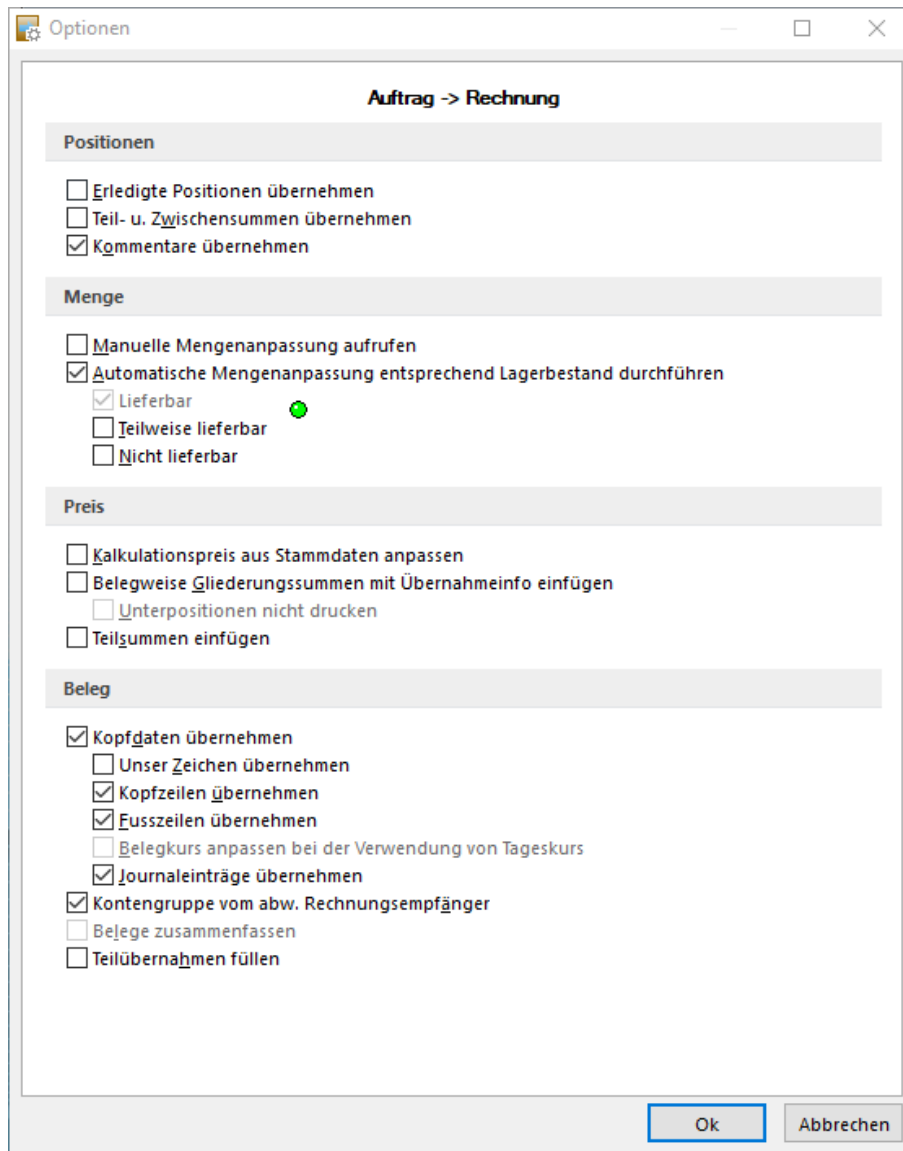 Optionen
Auftrag -> Rechnung
Positionen
Erledigte Positionen übernehmen
Teil- u. Zwischensummen übernehmen
Kommentare übernehmen
Menge
Manuelle Mengenanpassung aufrufen
Automatische Mengenanpassung entsprechend Lagerbestand durchführen
Lieferbar
Teilweise lieferbar
Nicht lieferbar
Preis
Kalkulationspreis aus Stammdaten anpassen
Belegweise Gliederungssummen mit Übernahmeinfo einfügen
Unterpositionen nicht drucken
Teilsummen einfügen
Beleg
Kopfdaten übernehmen
Unser Zeichen übernehmen
Kopfzeilen übernehmen
Fusszeilen übernehmen
Belegkurs anpassen bei der Verwendung von Tageskurs
Journaleinträge übernehmen
Kontengruppe vom abw. Rechnungsempfänger
Belege zusammenfassen
Teilübernahmen füllen
Ok Abbrechen